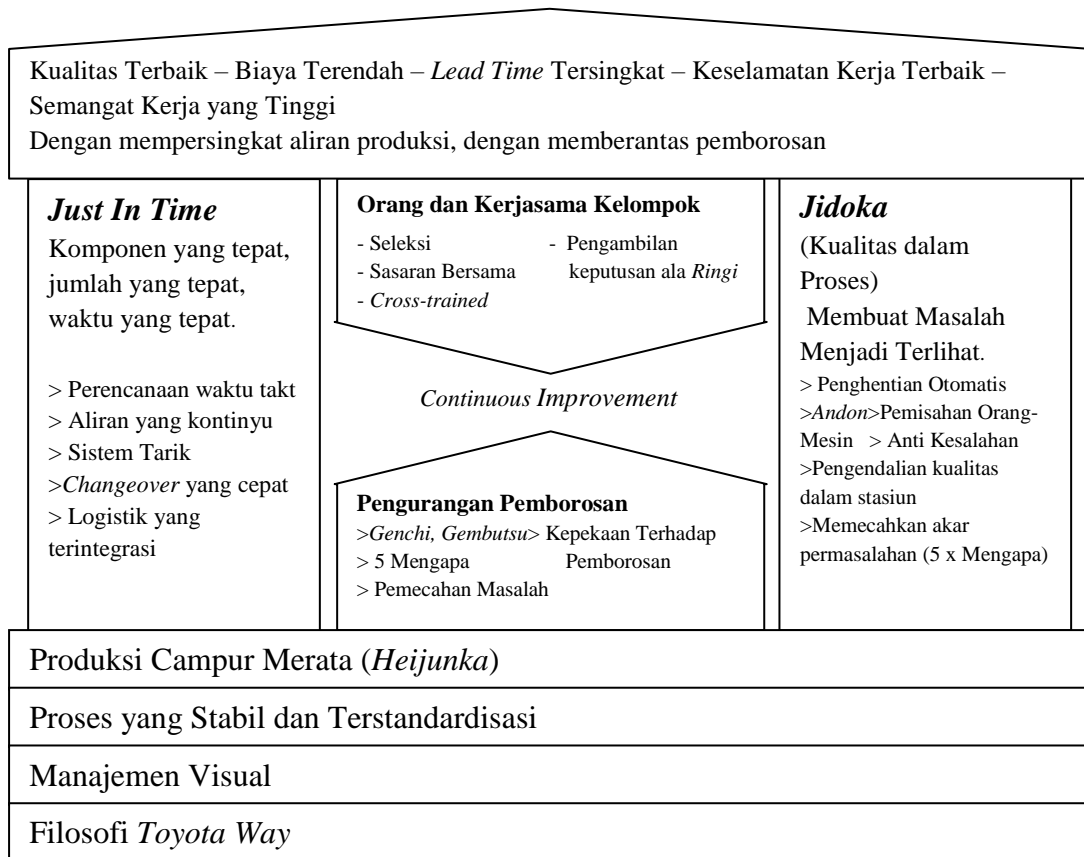 Kualitas Terbaik – Biaya Terendah – Lead Time Tersingkat – Keselamatan Kerja Terbaik –
Semangat Kerja yang Tinggi
Dengan mempersingkat aliran produksi, dengan memberantas pemborosan
Just In Time
Komponen yang tepat,
jumlah yang tepat,
waktu yang tepat.
> Perencanaan waktu takt
> Aliran yang kontinyu
> Sistem Tarik
>Changeover yang cepat
> Logistik yang
terintegrasi
Orang dan Kerjasama Kelompok
- Seleksi - Pengambilan
- Sasaran Bersama keputusan ala Ringi
- Cross-trained
Continuous Improvement
Pengurangan Pemborosan
>Genchi, Gembutsu> Kepekaan Terhadap
> 5 Mengapa Pemborosan
> Pemecahan Masalah
Jidoka
(Kualitas dalam
Proses)
Membuat Masalah
Menjadi Terlihat.
> Penghentian Otomatis
>Andon>Pemisahan Orang-
Mesin > Anti Kesalahan
>Pengendalian kualitas
dalam stasiun
>Memecahkan akar
permasalahan (5 x Mengapa)
Produksi Campur Merata (Heijunka)
Proses yang Stabil dan Terstandardisasi
Manajemen Visual
Filosofi Toyota Way